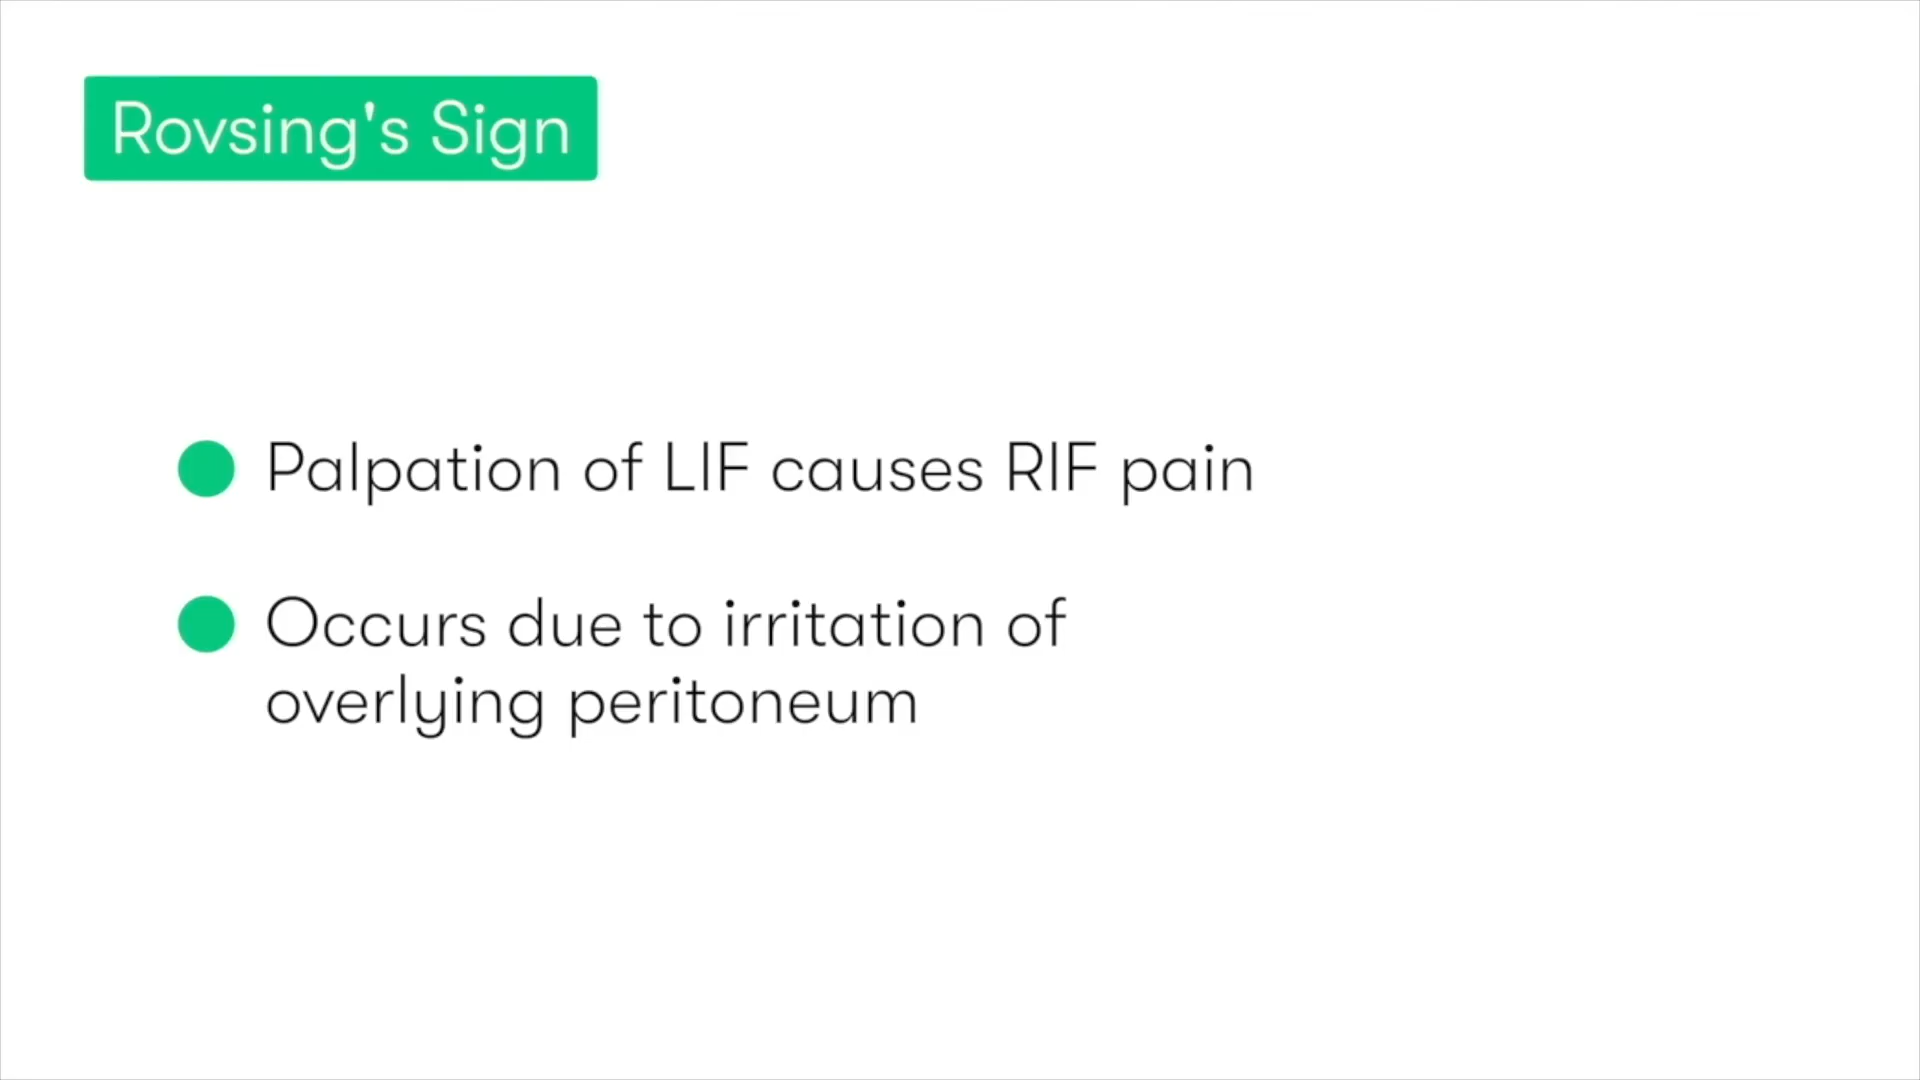 Rovsing's Sign
Palpation of LIF causes RIF pain
Occurs due to irritation of
overlying peritoneum